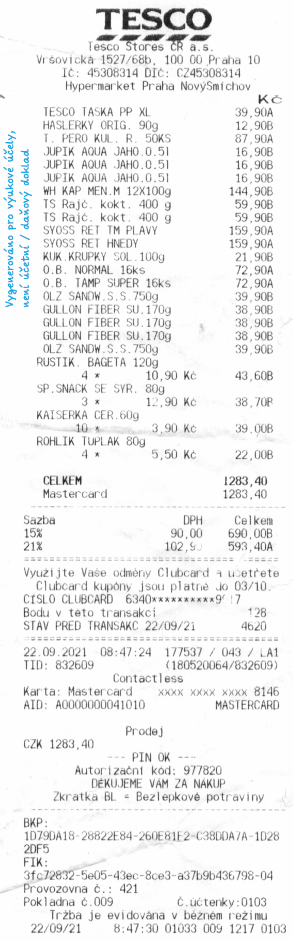 TESCO
Tesco Stores ČR a.s.
Vršovická 1527/68b, 100 00 Praha 10
IČ: 45308314 DIČ: CZ45308314
Hypermarket Praha NovýSmíchov
Kč
TESCO TASKA PP XL 39,90A
HASLERKY ORIG. 90g 12,90B
T. PERO KUL. R. 50KS 87,90A
JUPIK AQUA JAHO.0.5l 16,90B
JUPIK AQUA JAHO.0.5l 16,90B
JUPIK AQUA JAHO.0.5l 16,90B
WH KAP MEN.M 12X100g 144,90B
TS Rajč. kokt. 400 g 59,90B
TS Rajč. kokt. 400 g 59,90B
SYOSS RET TM PLAVY 159,90A
SYOSS RET HNEDY 159,90A
KUK.KRUPKY SOL.100g 21,90B
O.B. NORMAL 16ks 72,90A
O.B. TAMP SUPER 16ks 72,90A
OLZ SANDW.S.S.750g 39,90B
GULLON FIBER SU.170g 38,90B
GULLON FIBER SU.170g 38,90B
GULLON FIBER SU.170g 38,90B
OLZ SANDW.S.S.750g 39,90B
RUSTIK. BAGETA 120g
4 * 10,90 Kč 43,60B
SP.SNACK SE SYR. 80g
3 * 12,90 Kč 38,70B
KAISERKA CER.60g
10 * 3,90 Kč 39,00B
ROHLIK TUPLAK 80g
4 * 5,50 Kč 22,00B
CELKEM 1283,40
Mastercard 1283,40
Sazba DPH Celkem
15% 90,00 690,00B
21% 593,40A
Využijte Vaše odměny Clubcard a ušetřete
Clubcard kupóny jsou platné do 03/10.
CISLO CLUBCARD
Bodu v této transakci 128
STAV PRED TRANSAKC 22/09/21 4620
22.09.2021 08:47:24 177537 / 043 / LA1
TID: 832609 (180520064/832609)
Contactless
Karta: Mastercard xxxx xxxx xxxx 8146
AID: A0000000041010 MASTERCARD
Prodej
CZK 1283,40
--- PIN OK ---
Autorizační kód: 977820
DĚKUJEME VÁM ZA NÁKUP
Zkratka BL = Bezlepkové potraviny
BKP:
1D79DA18-28822E84-260E81F2-C38DDA7A-1D28
2DF5
FIK:
3fc72832-5e05-43ec-8ce3-a37b9b436798-04
Provozovna č.: 421
Pokladna č.009 Č.účtenky:0103
Tržba je evidována v běžném režimu
22/09/21 8:47:30 01033 009 1217 0103
Vygenerováno pro výukové účely,
není účetní / daňový doklad